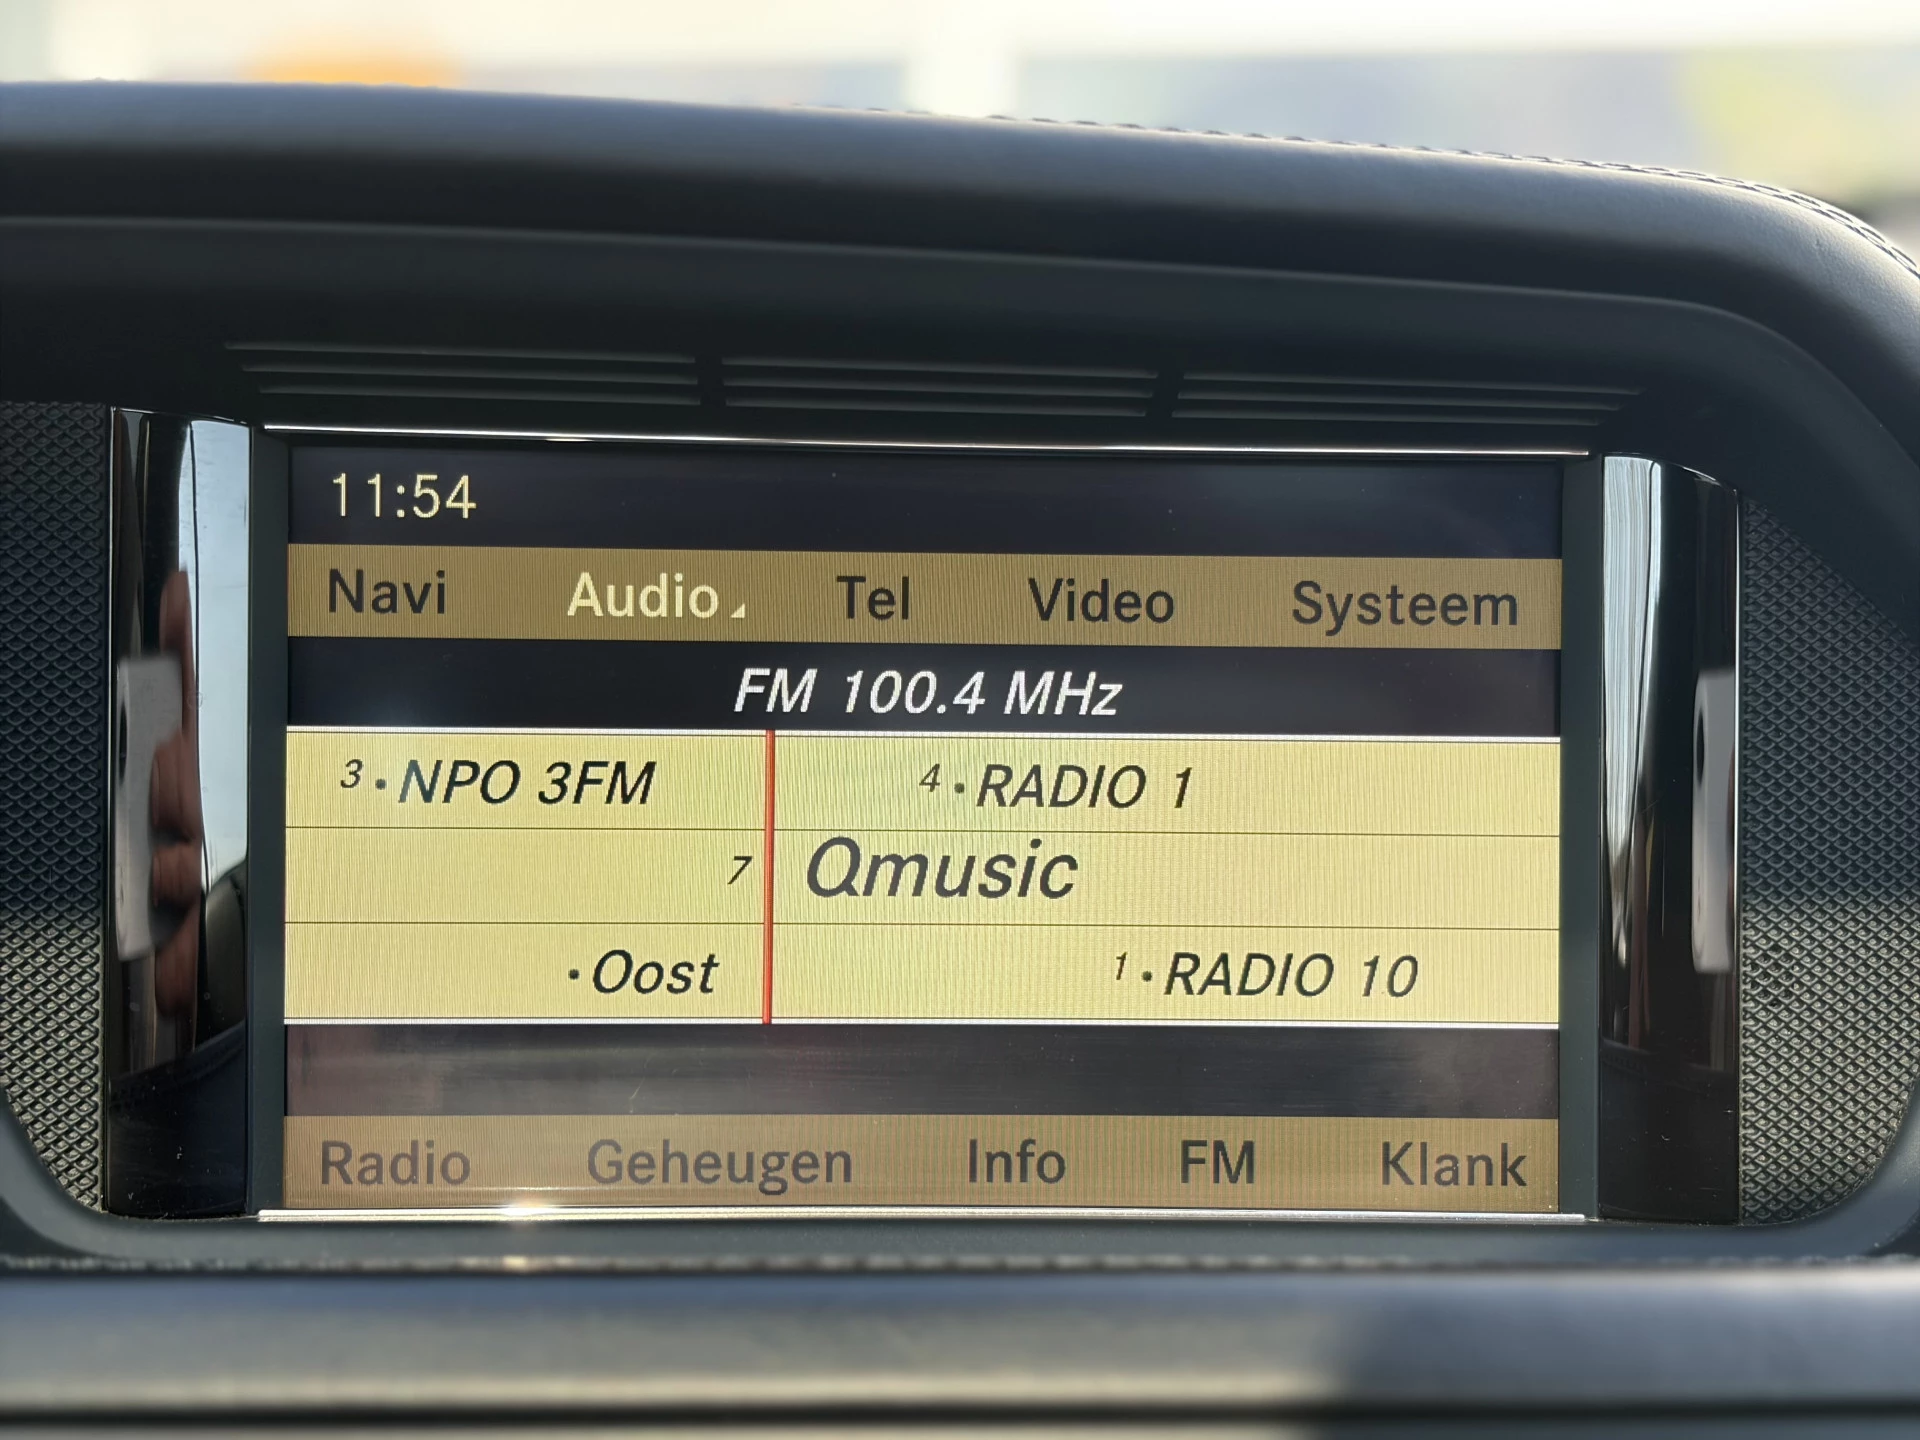 11:54
Navi Audio Tel Video Systeem
FM 100.4 MHz
3 · NPO 3FM 4 · RADIO 1
7 Qmusic
· Oost 1 · RADIO 10
Radio Geheugen Info FM Klank